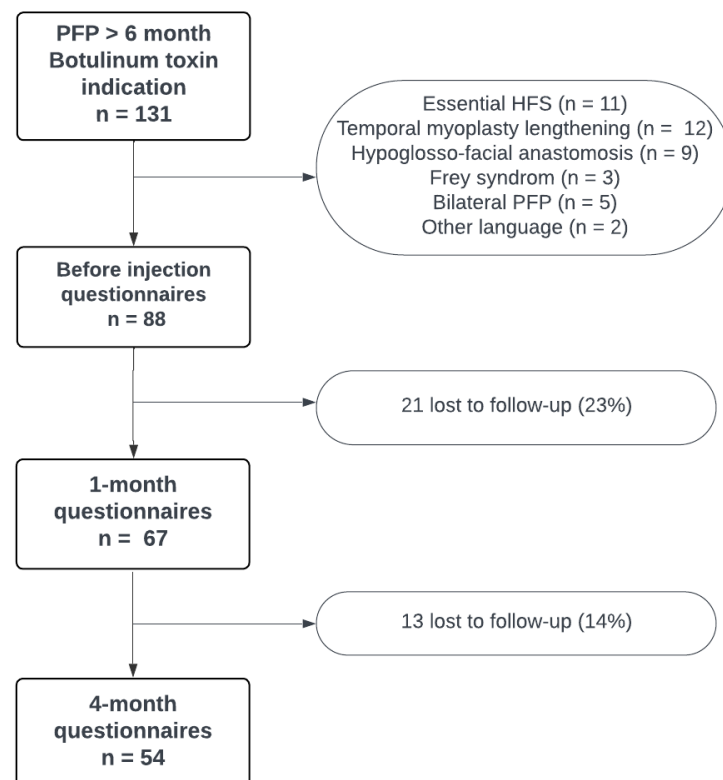 PFP > 6 month
Botulinum toxin
indication
n = 131
Essential HFS (n = 11)
Temporal myoplasty lengthening (n =  12)
Hypoglosso-facial anastomosis (n = 9)
Frey syndrom (n = 3)
Bilateral PFP (n = 5)
Other language (n = 2)
Before injection
questionnaires
n = 88
21 lost to follow-up (23%)
1-month
questionnaires
n =  67
13 lost to follow-up (14%)
4-month
questionnaires
n = 54